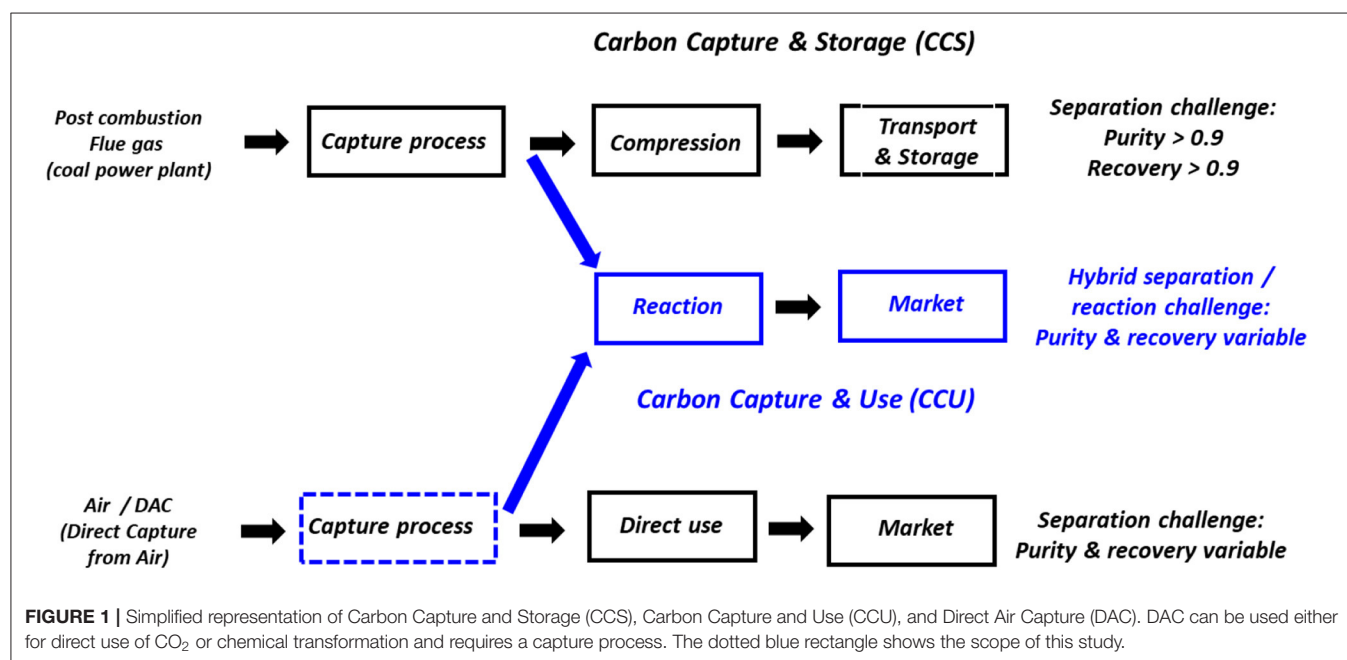 Carbon Capture & Storage (CCS)
Post combustion
Flue gas
(coal power plant)
Capture process
Compression
Transport
& Storage
Separation challenge:
Purity > 0.9
Recovery > 0.9
Reaction
Market
Hybrid separation /
reaction challenge:
Purity & recovery variable
Carbon Capture & Use (CCU)
Air / DAC
(Direct Capture
from Air)
Capture process
Direct use
Market
Separation challenge:
Purity & recovery variable
FIGURE 1 | Simplified representation of Carbon Capture and Storage (CCS), Carbon Capture and Use (CCU), and Direct Air Capture (DAC). DAC can be used either
for direct use of CO₂ or chemical transformation and requires a capture process. The dotted blue rectangle shows the scope of this study.